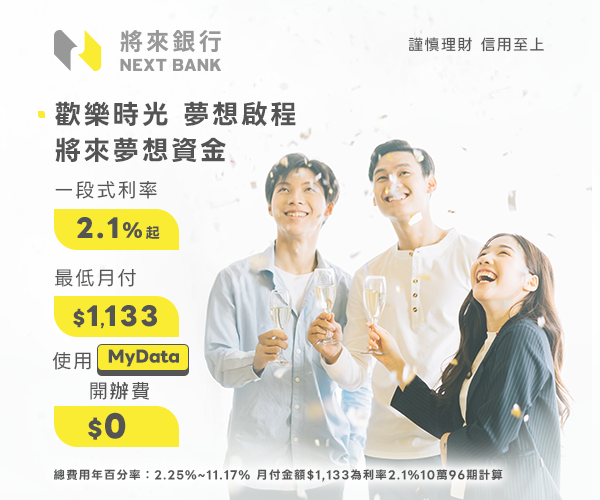 將來銀行
NEXT BANK
謹慎理財 信用至上
歡樂時光 夢想啟程
將來夢想資金
一段式利率
2.1%起
最低月付
$1,133
使用 MyData
開辦費
$0
總費用年百分率：2.25%~11.17% 月付金額$1,133為利率2.1%10萬96期計算